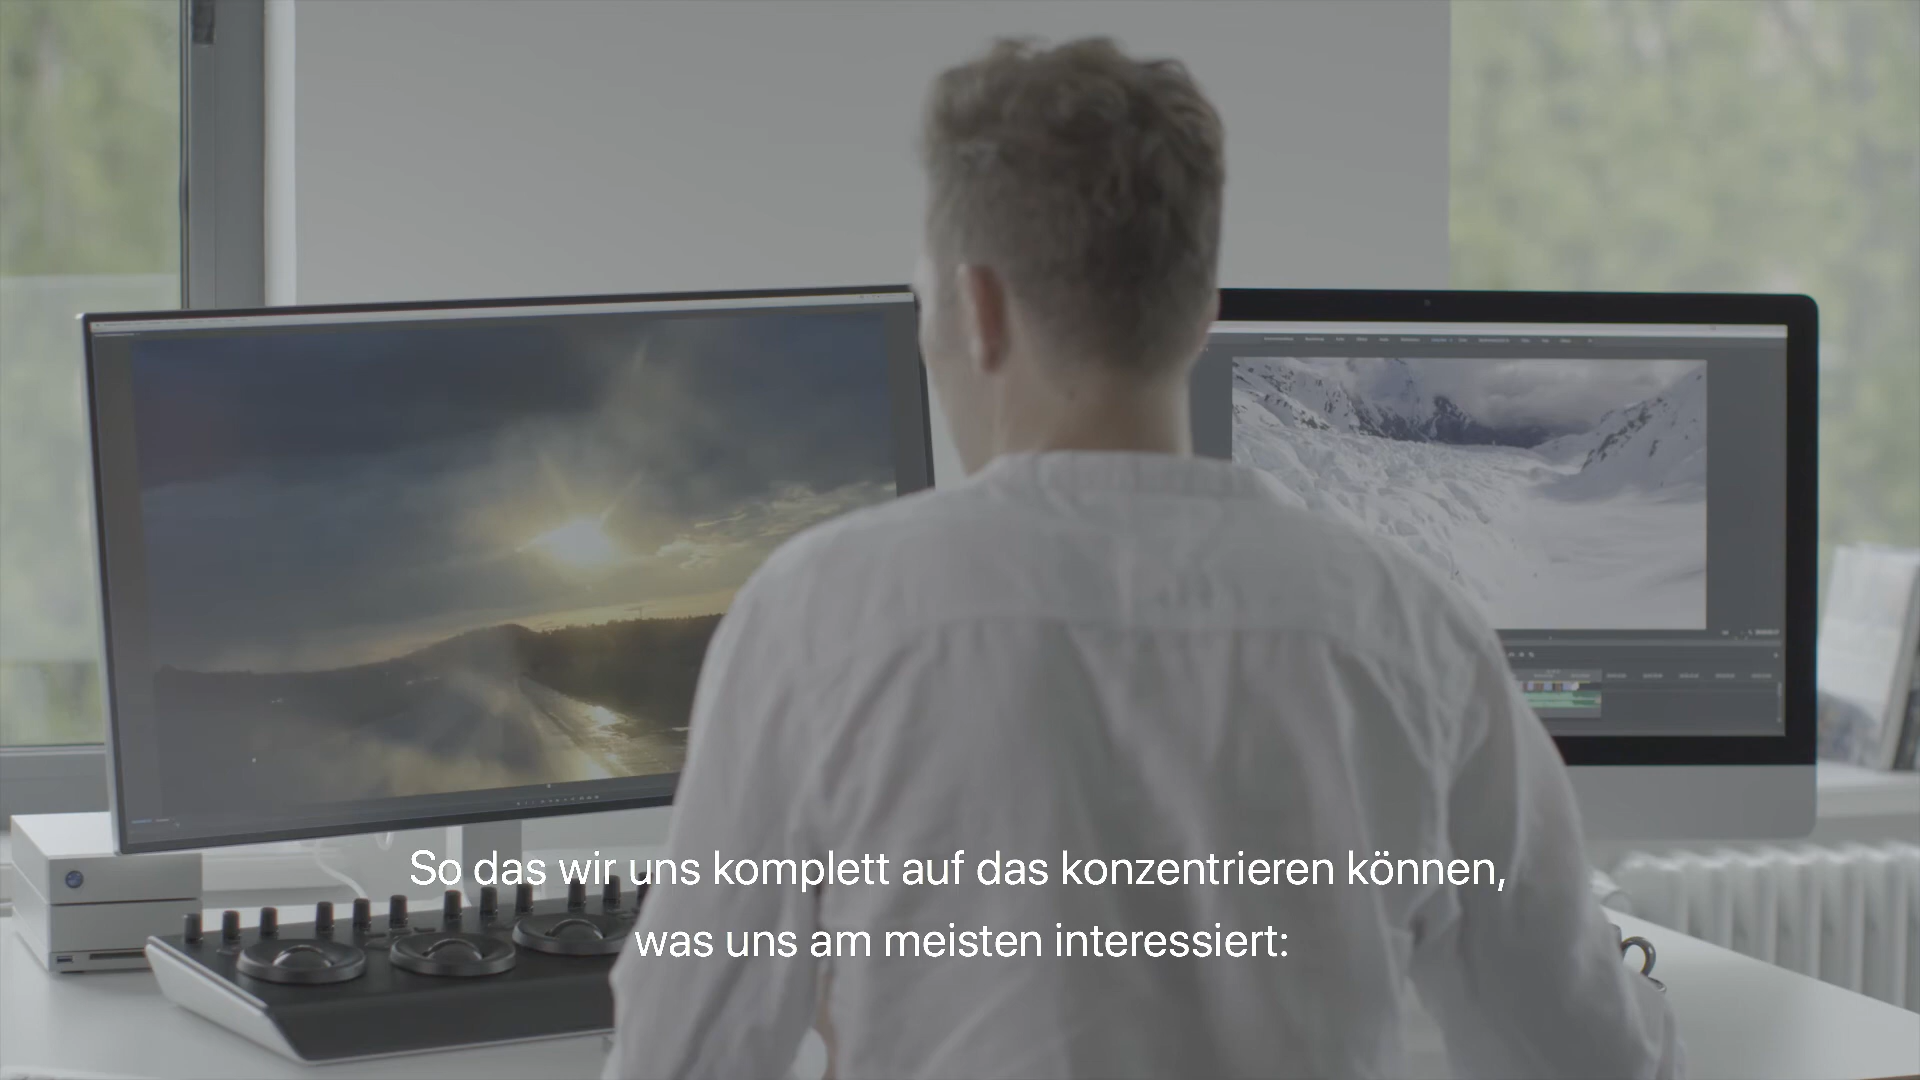 So das wir uns komplett auf das konzentrieren können,
was uns am meisten interessiert: